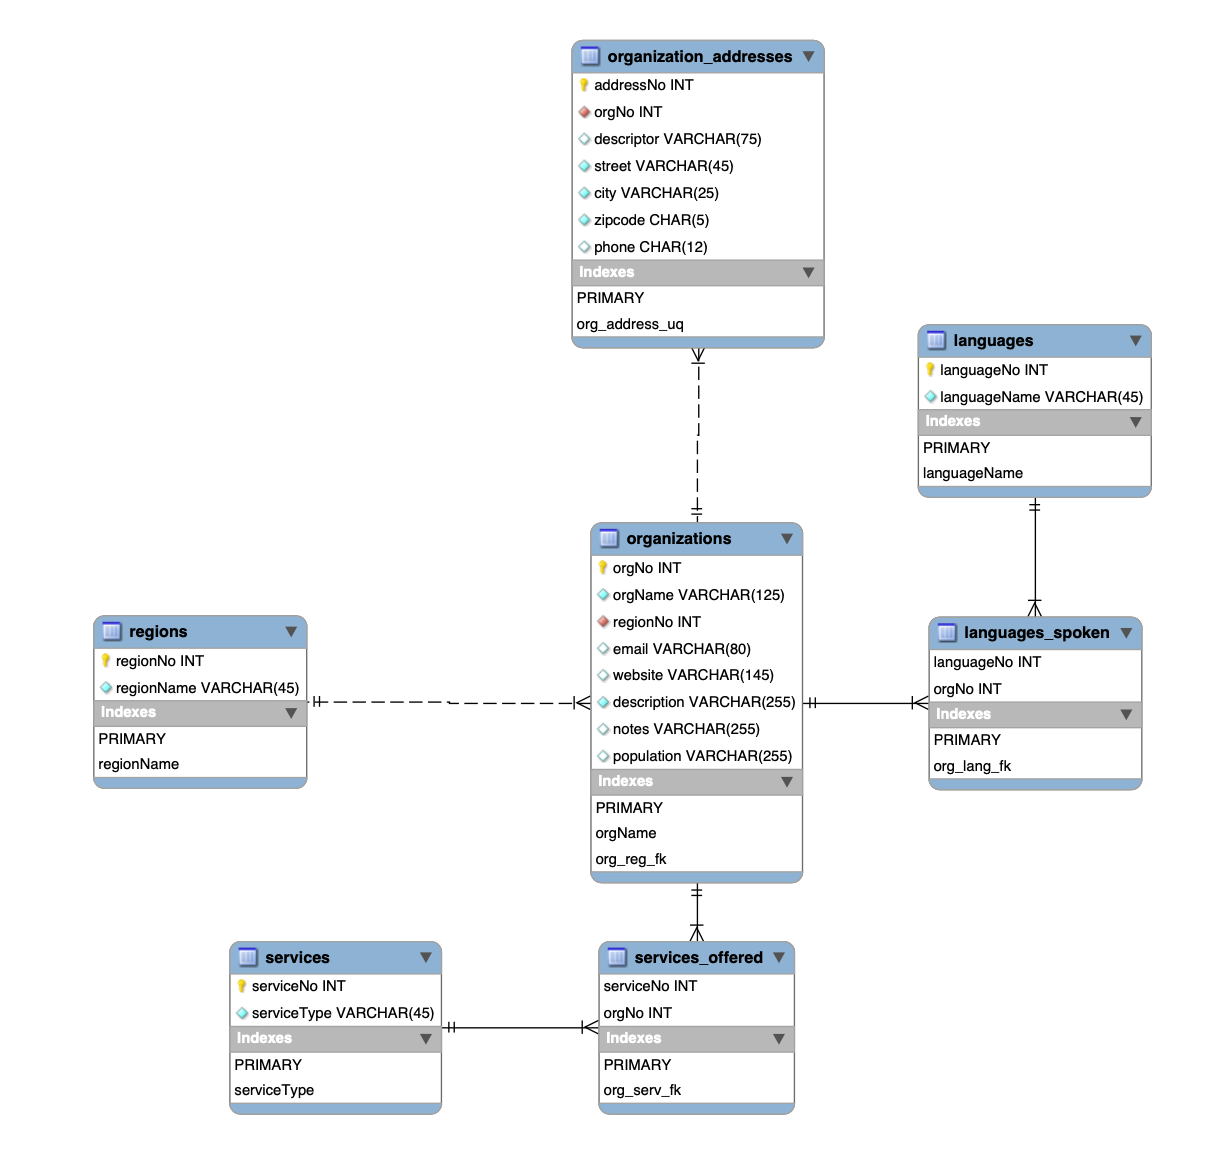 organization_addresses
addressNo INT
orgNo INT
descriptor VARCHAR(75)
street VARCHAR(45)
city VARCHAR(25)
zipcode CHAR(5)
phone CHAR(12)
Indexes
PRIMARY
org_address_uq
languages
languageNo INT
languageName VARCHAR(45)
Indexes
PRIMARY
languageName
organizations
orgNo INT
orgName VARCHAR(125)
regionNo INT
email VARCHAR(80)
website VARCHAR(145)
description VARCHAR(255)
notes VARCHAR(255)
population VARCHAR(255)
Indexes
PRIMARY
orgName
org_reg_fk
regions
regionNo INT
regionName VARCHAR(45)
Indexes
PRIMARY
regionName
languages_spoken
languageNo INT
orgNo INT
Indexes
PRIMARY
org_lang_fk
services
serviceNo INT
serviceType VARCHAR(45)
Indexes
PRIMARY
serviceType
services_offered
serviceNo INT
orgNo INT
Indexes
PRIMARY
org_serv_fk